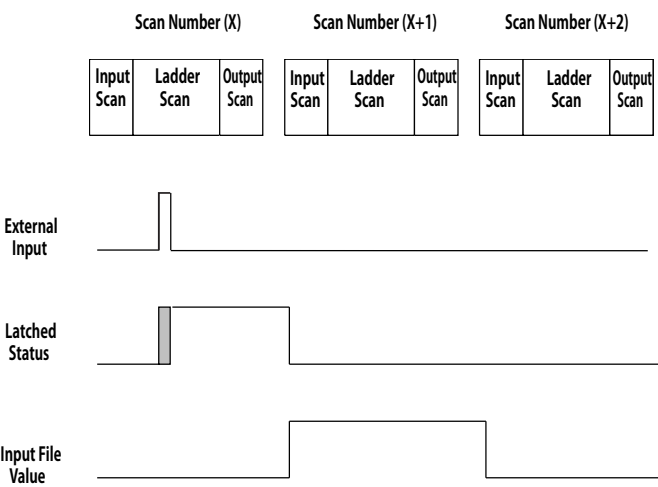 Scan Number (X) Scan Number (X+1) Scan Number (X+2)
Input Ladder Output Input Ladder Output Input Ladder Output
Scan Scan Scan Scan Scan Scan Scan Scan Scan
External
Input
Latched
Status
Input File
Value